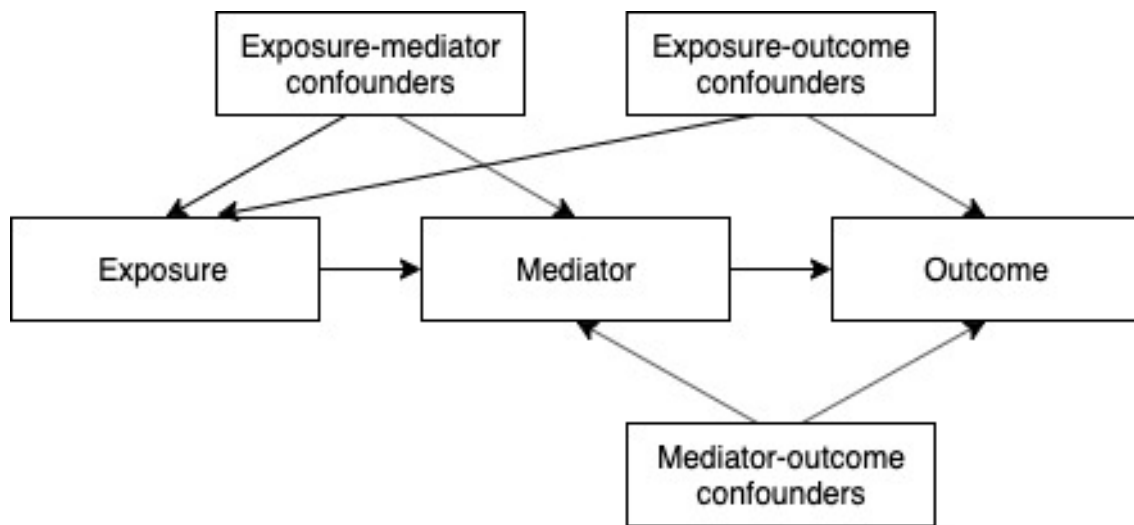 Exposure-mediator
confounders
Exposure-outcome
confounders
Exposure
Mediator
Outcome
Mediator-outcome
confounders